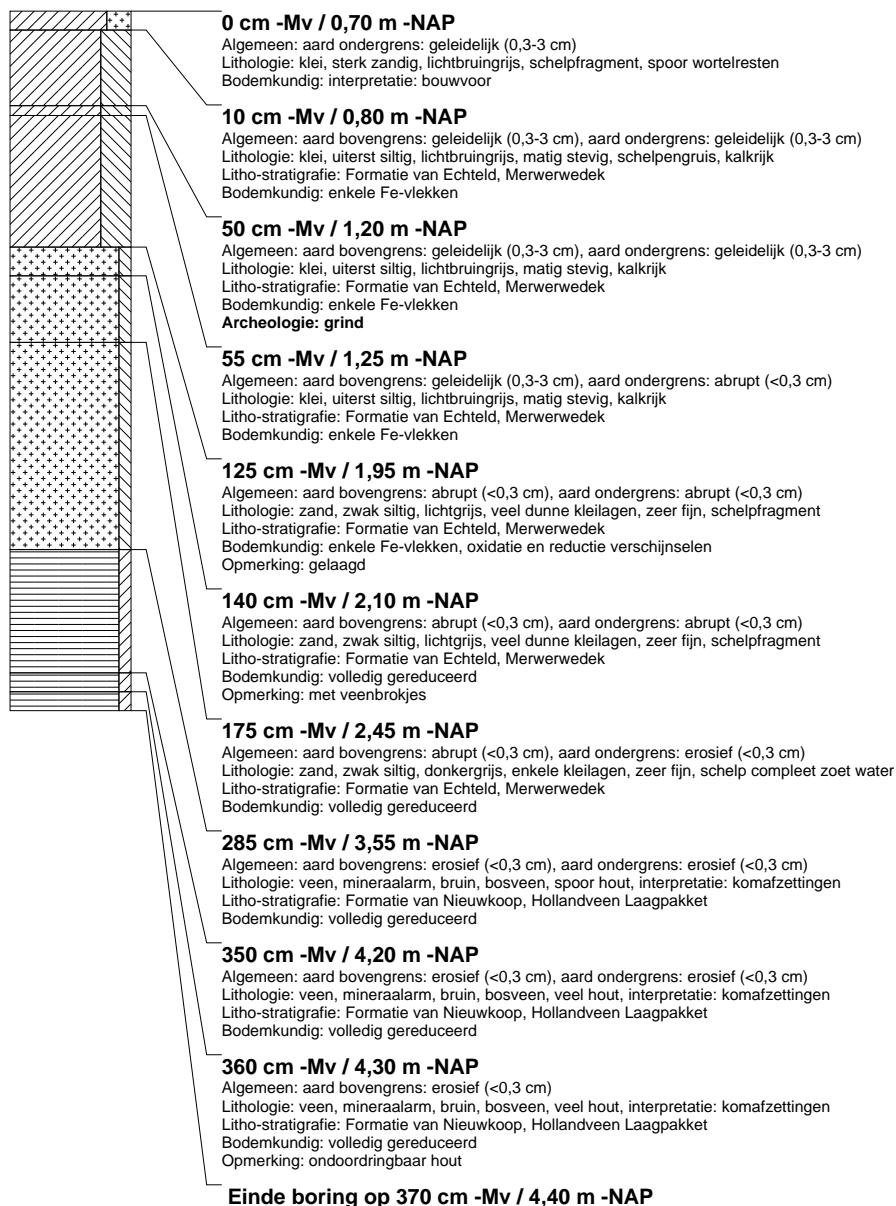 0 cm -Mv / 0,70 m -NAP
Algemeen: aard ondergrens: geleidelijk (0,3-3 cm)
Lithologie: klei, sterk zandig, lichtbruingrijs, schelpfragment, spoor wortelresten
Bodemkundig: interpretatie: bouwvoor
10 cm -Mv / 0,80 m -NAP
Algemeen: aard bovengrens: geleidelijk (0,3-3 cm), aard ondergrens: geleidelijk (0,3-3 cm)
Lithologie: klei, uiterst siltig, lichtbruingrijs, matig stevig, schelpengruis, kalkrijk
Litho-stratigrafie: Formatie van Echteld, Merwerwedek
Bodemkundig: enkele Fe-vlekken
50 cm -Mv / 1,20 m -NAP
Algemeen: aard bovengrens: geleidelijk (0,3-3 cm), aard ondergrens: geleidelijk (0,3-3 cm)
Lithologie: klei, uiterst siltig, lichtbruingrijs, matig stevig, kalkrijk
Litho-stratigrafie: Formatie van Echteld, Merwerwedek
Bodemkundig: enkele Fe-vlekken
Archeologie: grind
55 cm -Mv / 1,25 m -NAP
Algemeen: aard bovengrens: geleidelijk (0,3-3 cm), aard ondergrens: abrupt (<0,3 cm)
Lithologie: klei, uiterst siltig, lichtbruingrijs, matig stevig, kalkrijk
Litho-stratigrafie: Formatie van Echteld, Merwerwedek
Bodemkundig: enkele Fe-vlekken
125 cm -Mv / 1,95 m -NAP
Algemeen: aard bovengrens: abrupt (<0,3 cm), aard ondergrens: abrupt (<0,3 cm)
Lithologie: zand, zwak siltig, lichtgrijs, veel dunne kleilagen, zeer fijn, schelpfragment
Litho-stratigrafie: Formatie van Echteld, Merwerwedek
Bodemkundig: enkele Fe-vlekken, oxidatie en reductie verschijnselen
Opmerking: gelaagd
140 cm -Mv / 2,10 m -NAP
Algemeen: aard bovengrens: abrupt (<0,3 cm), aard ondergrens: abrupt (<0,3 cm)
Lithologie: zand, zwak siltig, lichtgrijs, veel dunne kleilagen, zeer fijn, schelpfragment
Litho-stratigrafie: Formatie van Echteld, Merwerwedek
Bodemkundig: volledig gereduceerd
Opmerking: met veenbrokjes
175 cm -Mv / 2,45 m -NAP
Algemeen: aard bovengrens: abrupt (<0,3 cm), aard ondergrens: erosief (<0,3 cm)
Lithologie: zand, zwak siltig, donkergrijs, enkele kleilagen, zeer fijn, schelp compleet zoet water
Litho-stratigrafie: Formatie van Echteld, Merwerwedek
Bodemkundig: volledig gereduceerd
285 cm -Mv / 3,55 m -NAP
Algemeen: aard bovengrens: erosief (<0,3 cm), aard ondergrens: erosief (<0,3 cm)
Lithologie: veen, mineraalarm, bruin, bosveen, spoor hout, interpretatie: komafzettingen
Litho-stratigrafie: Formatie van Nieuwkoop, Hollandveen Laagpakket
Bodemkundig: volledig gereduceerd
350 cm -Mv / 4,20 m -NAP
Algemeen: aard bovengrens: erosief (<0,3 cm), aard ondergrens: erosief (<0,3 cm)
Lithologie: veen, mineraalarm, bruin, bosveen, veel hout, interpretatie: komafzettingen
Litho-stratigrafie: Formatie van Nieuwkoop, Hollandveen Laagpakket
Bodemkundig: volledig gereduceerd
360 cm -Mv / 4,30 m -NAP
Algemeen: aard bovengrens: erosief (<0,3 cm)
Lithologie: veen, mineraalarm, bruin, bosveen, veel hout, interpretatie: komafzettingen
Litho-stratigrafie: Formatie van Nieuwkoop, Hollandveen Laagpakket
Bodemkundig: volledig gereduceerd
Opmerking: ondoordringbaar hout
Einde boring op 370 cm -Mv / 4,40 m -NAP